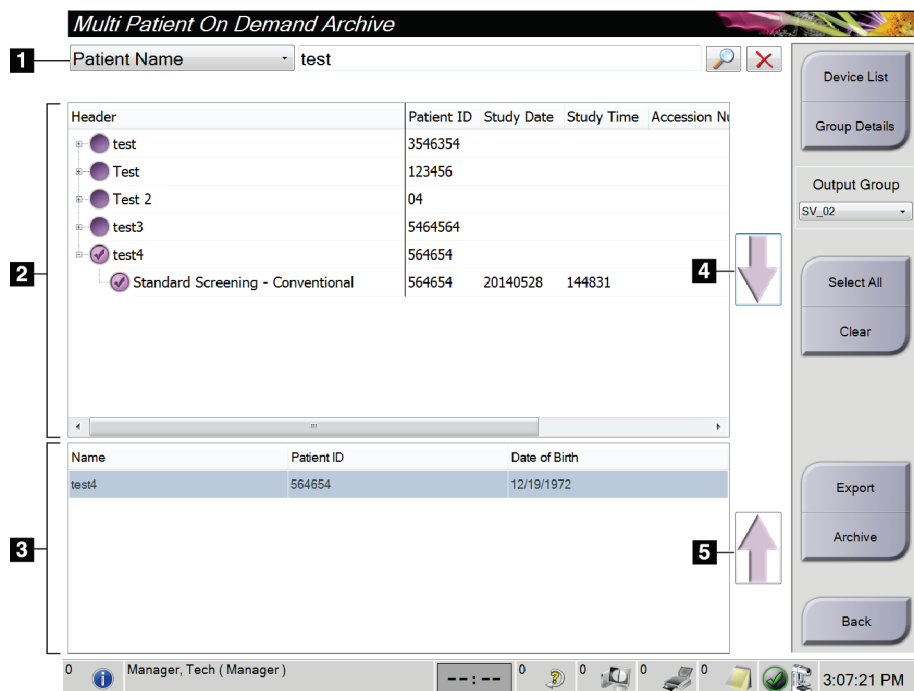 Multi Patient On Demand Archive
1 Patient Name test
Device List
Group Details
Output Group
SV_02
Select All
Clear
Export
Archive
Back
2
Header Patient ID Study Date Study Time Accession Nu
test 3546354
Test 123456
Test 2 04
test3 5464564
test4 564654
Standard Screening - Conventional 564654 20140528 144831
4
3
Name Patient ID Date of Birth
test4 564654 12/19/1972
5
0 Manager, Tech ( Manager ) --:-- 0 0 0 0 3:07:21 PM